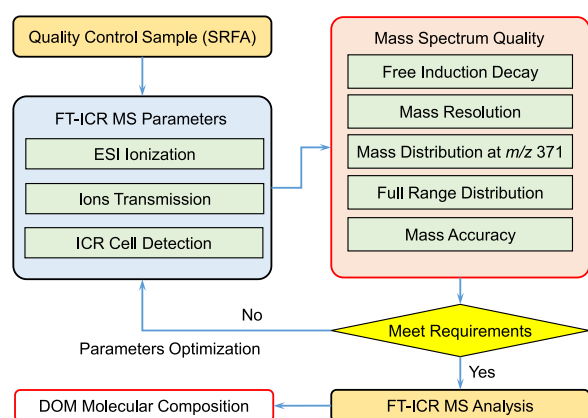 Quality Control Sample (SRFA)
FT-ICR MS Parameters
ESI Ionization
Ions Transmission
ICR Cell Detection
Mass Spectrum Quality
Free Induction Decay
Mass Resolution
Mass Distribution at m/z 371
Full Range Distribution
Mass Accuracy
Meet Requirements
No
Parameters Optimization
Yes
FT-ICR MS Analysis
DOM Molecular Composition